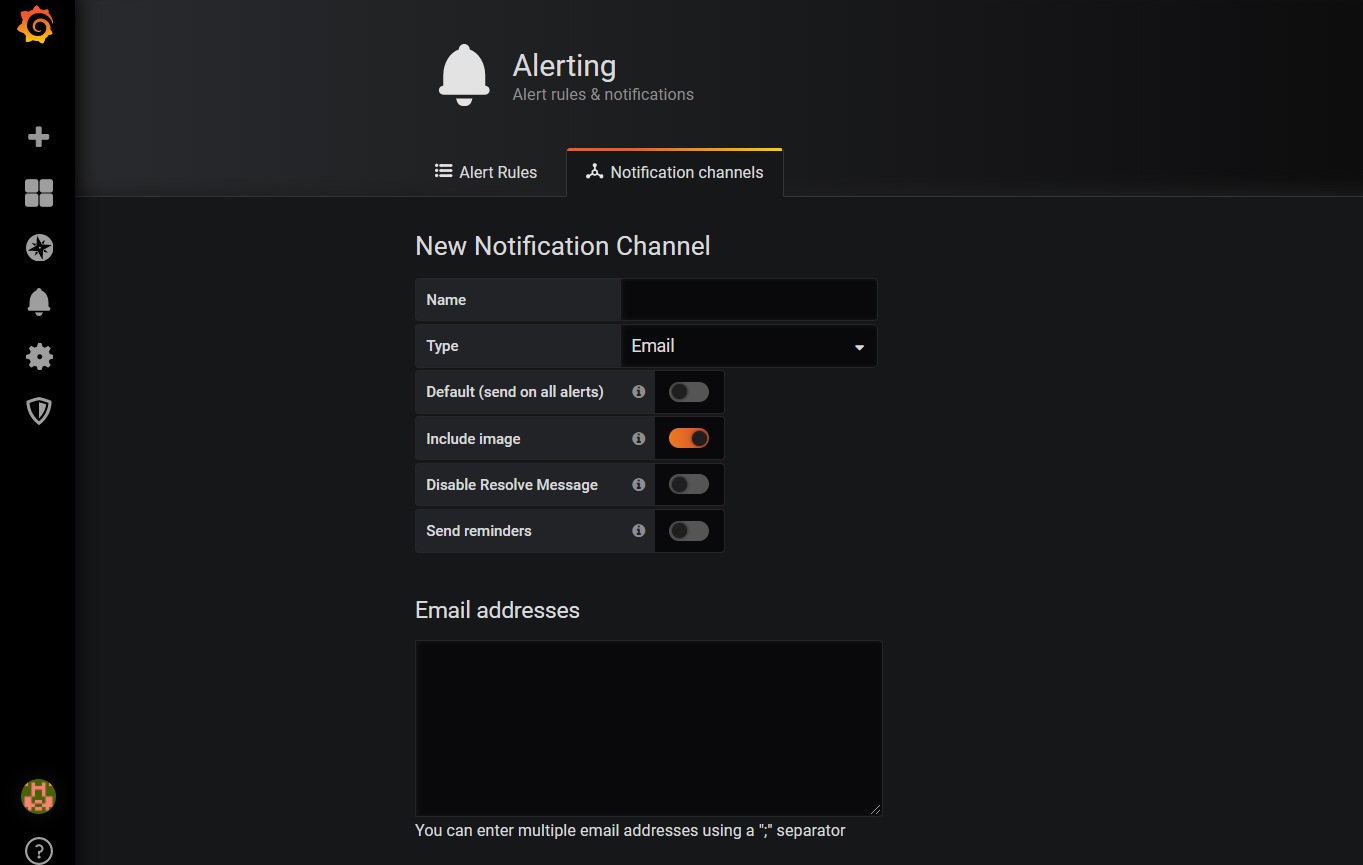 Alerting
Alert rules & notifications
Alert Rules
Notification channels
New Notification Channel
Name
Type
Email
Default (send on all alerts)
Include image
Disable Resolve Message
Send reminders
Email addresses
You can enter multiple email addresses using a ";" separator
?